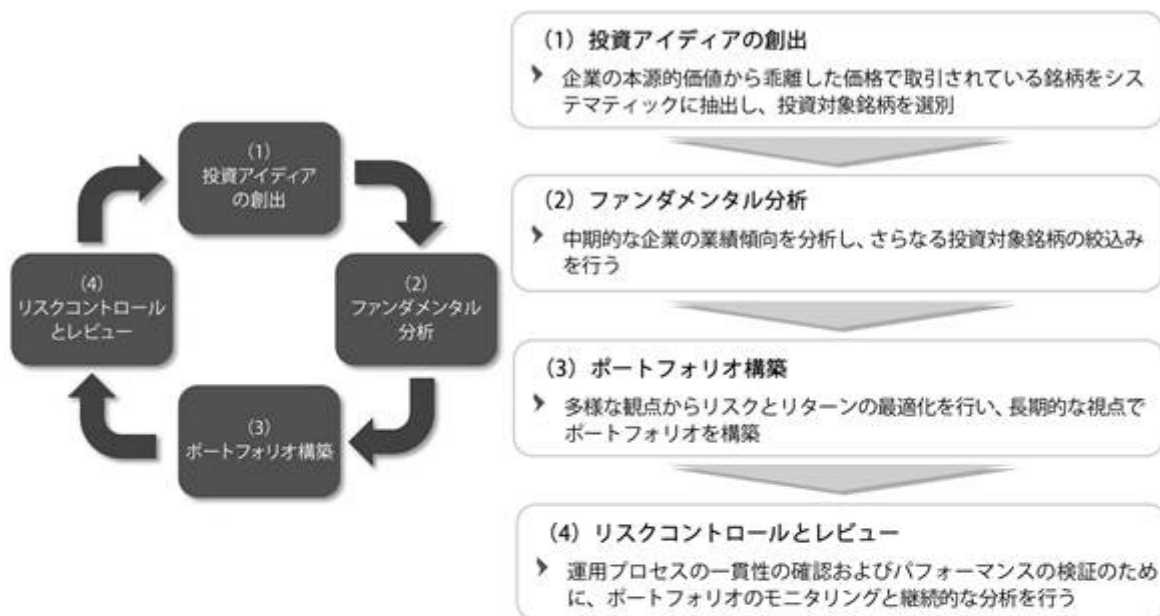 (1)
投資アイディア
の創出
(2)
ファンダメンタル
分析
(3)
ポートフォリオ構築
(4)
リスクコントロール
とレビュー
(1) 投資アイディアの創出
企業の本源的価値から乖離した価格で取引されている銘柄をシス
テマティックに抽出し、投資対象銘柄を選別
(2) ファンダメンタル分析
中期的な企業の業績傾向を分析し、さらなる投資対象銘柄の絞込み
を行う
(3) ポートフォリオ構築
多様な観点からリスクとリターンの最適化を行い、長期的な視点で
ポートフォリオを構築
(4) リスクコントロールとレビュー
運用プロセスの一貫性の確認およびパフォーマンスの検証のため
に、ポートフォリオのモニタリングと継続的な分析を行う